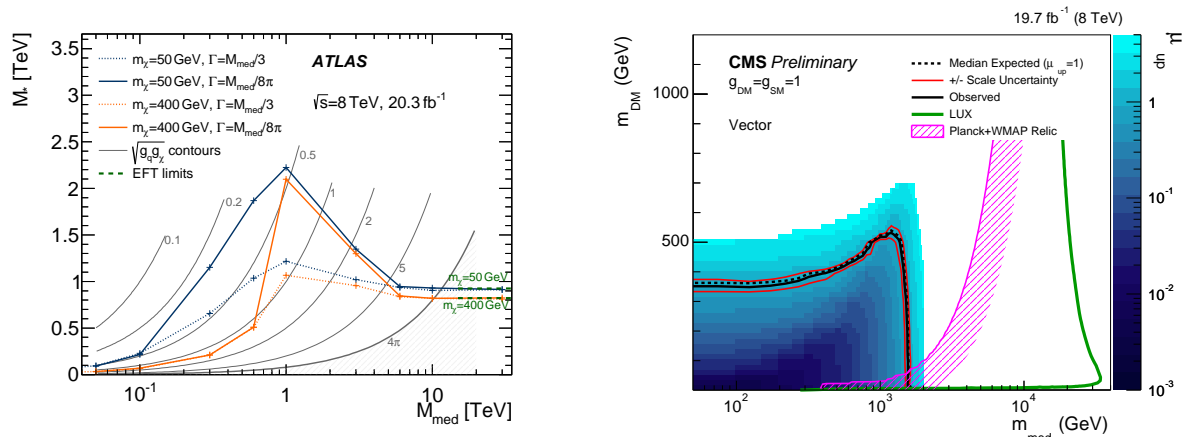 M* [TeV]
3.5
3
2.5
2
1.5
1
0.5
0
mχ=50 GeV, Γ=Mmed/3
mχ=50 GeV, Γ=Mmed/8π
mχ=400 GeV, Γ=Mmed/3
mχ=400 GeV, Γ=Mmed/8π
√gqgχ contours
EFT limits
ATLAS
√s=8 TeV, 20.3 fb-1
0.1
0.2
0.5
1
2
5
4π
mχ=50 GeV
mχ=400 GeV
10-1
1
10
Mmed [TeV]
19.7 fb-1 (8 TeV)
mDM (GeV)
1000
500
CMS Preliminary
gDM=gSM=1
Vector
Median Expected (μup=1)
+/- Scale Uncertainty
Observed
LUX
Planck+WMAP Relic
102
103
104
mmed (GeV)
μup
1
10-1
10-2
10-3